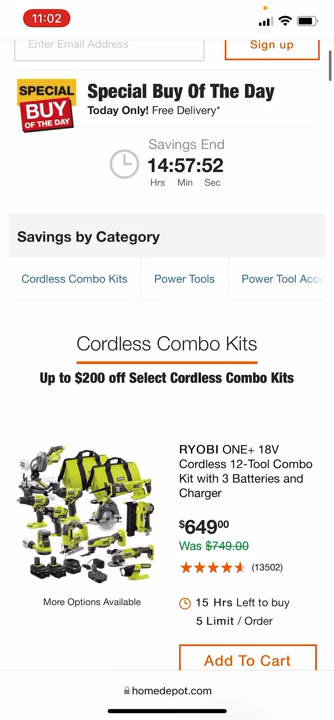 11:02
Enter Email Address
Sign up
SPECIAL
BUY
OF THE DAY
Special Buy Of The Day
Today Only! Free Delivery*
Savings End
14:57:52
Hrs Min Sec
Savings by Category
Cordless Combo Kits
Power Tools
Power Tool Acce
Cordless Combo Kits
Up to $200 off Select Cordless Combo Kits
RYOBI ONE+ 18V
Cordless 12-Tool Combo
Kit with 3 Batteries and
Charger
$649.00
Was $749.00
(13502)
More Options Available
15 Hrs Left to buy
5 Limit / Order
Add To Cart
homedepot.com